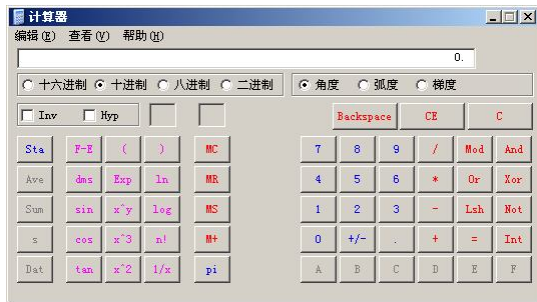 计算器
编辑(E) 查看(V) 帮助(H)
0.
十六进制 十进制 八进制 二进制 角度 弧度 梯度
Inv Hyp Backspace CE C
Sta F-E ( ) MC 7 8 9 / Mod And
Ave dms Exp ln MR 4 5 6 * Or Xor
Sum sin x^y log MS 1 2 3 - Lsh Not
s cos x^3 n! M+ 0 +/- . + = Int
Dat tan x^2 1/x pi A B C D E F